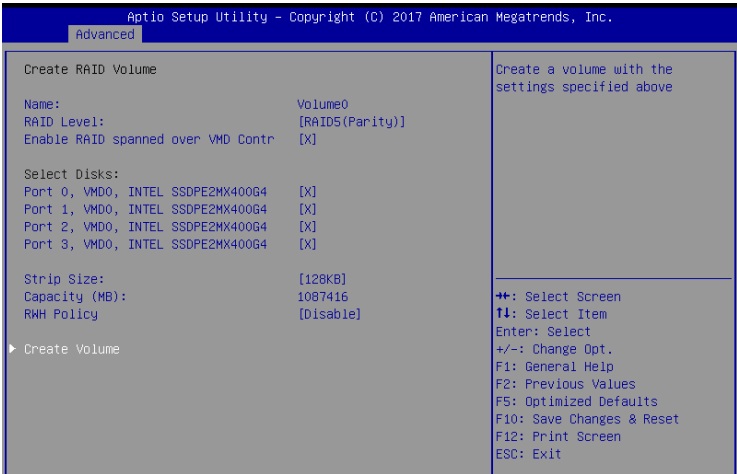 Aptio Setup Utility – Copyright (C) 2017 American Megatrends, Inc.
Advanced
Create RAID Volume
Name: Volume0
RAID Level: [RAID5(Parity)]
Enable RAID spanned over VMD Contr [X]
Select Disks:
Port 0, VMD0, INTEL SSDPE2MX400G4 [X]
Port 1, VMD0, INTEL SSDPE2MX400G4 [X]
Port 2, VMD0, INTEL SSDPE2MX400G4 [X]
Port 3, VMD0, INTEL SSDPE2MX400G4 [X]
Strip Size: [128KB]
Capacity (MB): 1087416
RWH Policy [Disable]
▶ Create Volume
Create a volume with the
settings specified above
→←: Select Screen
↑↓: Select Item
Enter: Select
+/-: Change Opt.
F1: General Help
F2: Previous Values
F5: Optimized Defaults
F10: Save Changes & Reset
F12: Print Screen
ESC: Exit